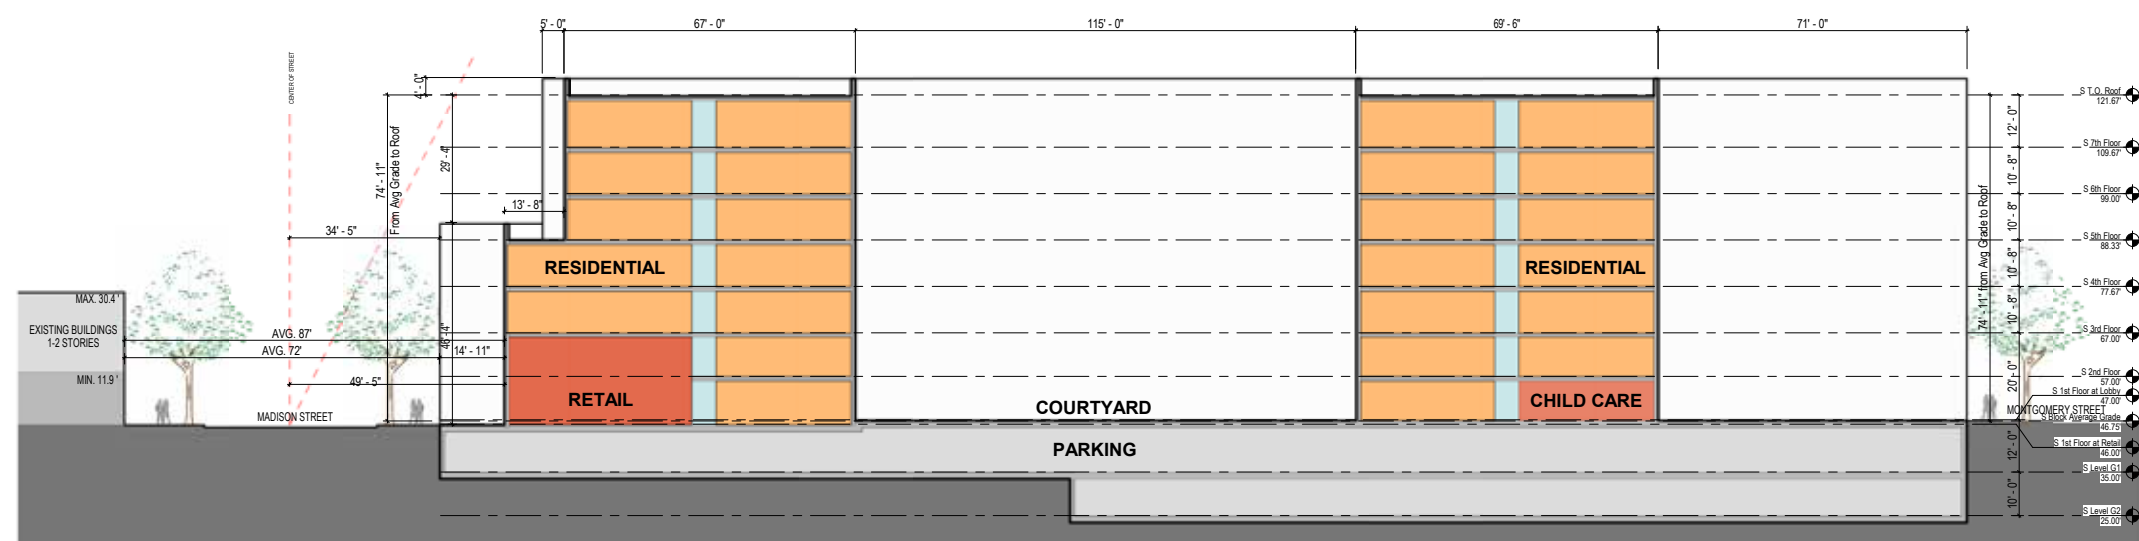 5' - 0"
67' - 0"
115' - 0"
69' - 6"
71' - 0"
CENTER OF STREET
4' - 0"
74' - 11"
From Avg Grade to Roof
29' - 4"
13' - 8"
34' - 5"
46' - 4"
MAX. 30.4 '
EXISTING BUILDINGS
1-2 STORIES
MIN. 11.9 '
AVG. 87'
AVG. 72'
14' - 11"
49' - 5"
MADISON STREET
RESIDENTIAL
RETAIL
COURTYARD
PARKING
RESIDENTIAL
CHILD CARE
74' - 11" from Avg Grade to Roof
12' - 0"
10' - 8"
10' - 8"
10' - 8"
10' - 8"
20' - 0"
12' - 0"
10' - 0"
S T.O. Roof
121.67'
S 7th Floor
109.67'
S 6th Floor
99.00'
S 5th Floor
88.33'
S 4th Floor
77.67'
S 3rd Floor
67.00'
S 2nd Floor
57.00'
S 1st Floor at Lobby
47.00'
MONTGOMERY STREET
S Block Average Grade
46.75'
S 1st Floor at Retail
46.00'
S Level G1
35.00'
S Level G2
25.00'